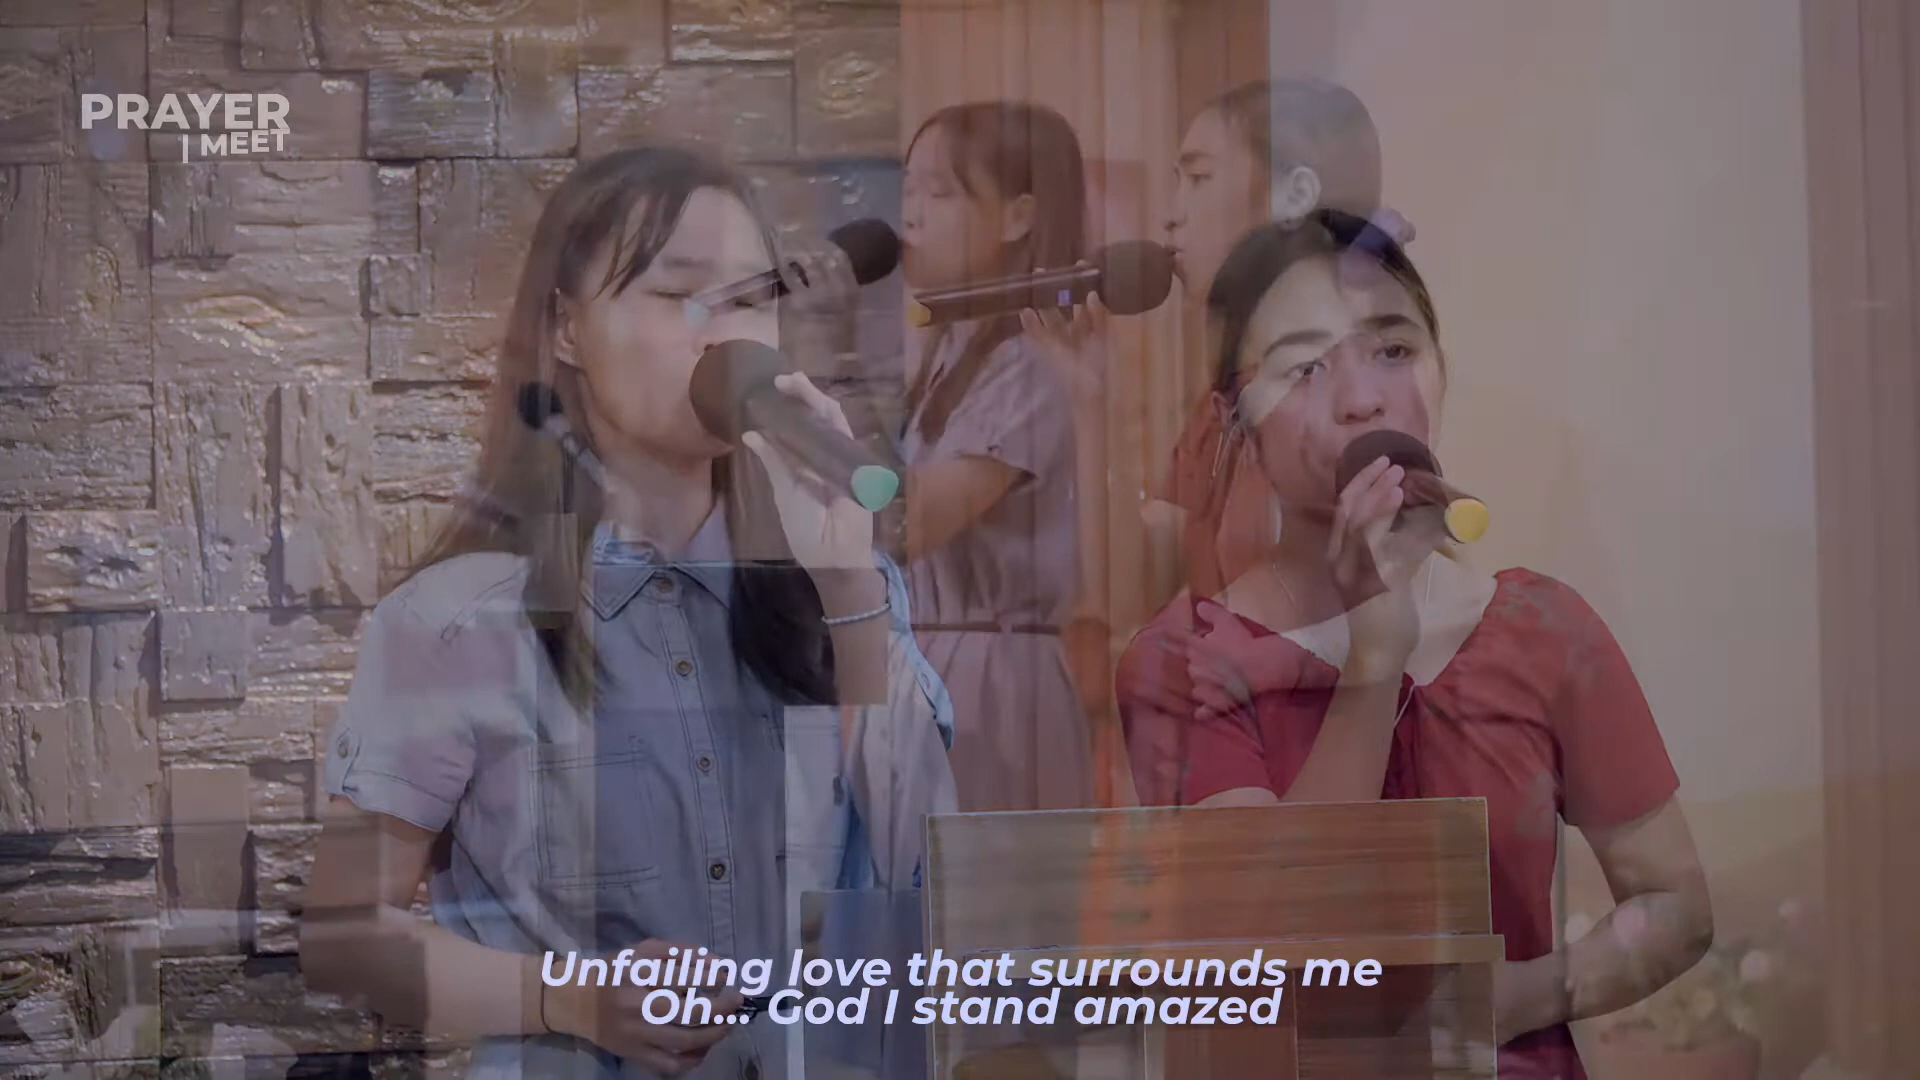 PRAYER
| MEET
Unfailing love that surrounds me
Oh... God I stand amazed